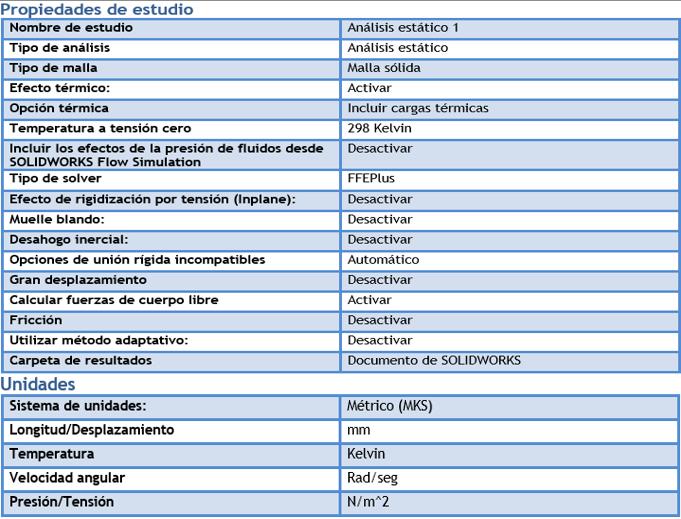 Propiedades de estudio
Nombre de estudio Análisis estático 1
Tipo de análisis Análisis estático
Tipo de malla Malla sólida
Efecto térmico: Activar
Opción térmica Incluir cargas térmicas
Temperatura a tensión cero 298 Kelvin
Incluir los efectos de la presión de fluidos desde Desactivar
SOLIDWORKS Flow Simulation
Tipo de solver FFEPlus
Efecto de rigidización por tensión (Inplane): Desactivar
Muelle blando: Desactivar
Desahogo inercial: Desactivar
Opciones de unión rígida incompatibles Automático
Gran desplazamiento Desactivar
Calcular fuerzas de cuerpo libre Activar
Fricción Desactivar
Utilizar método adaptativo: Desactivar
Carpeta de resultados Documento de SOLIDWORKS
Unidades
Sistema de unidades: Métrico (MKS)
Longitud/Desplazamiento mm
Temperatura Kelvin
Velocidad angular Rad/seg
Presión/Tensión N/m^2